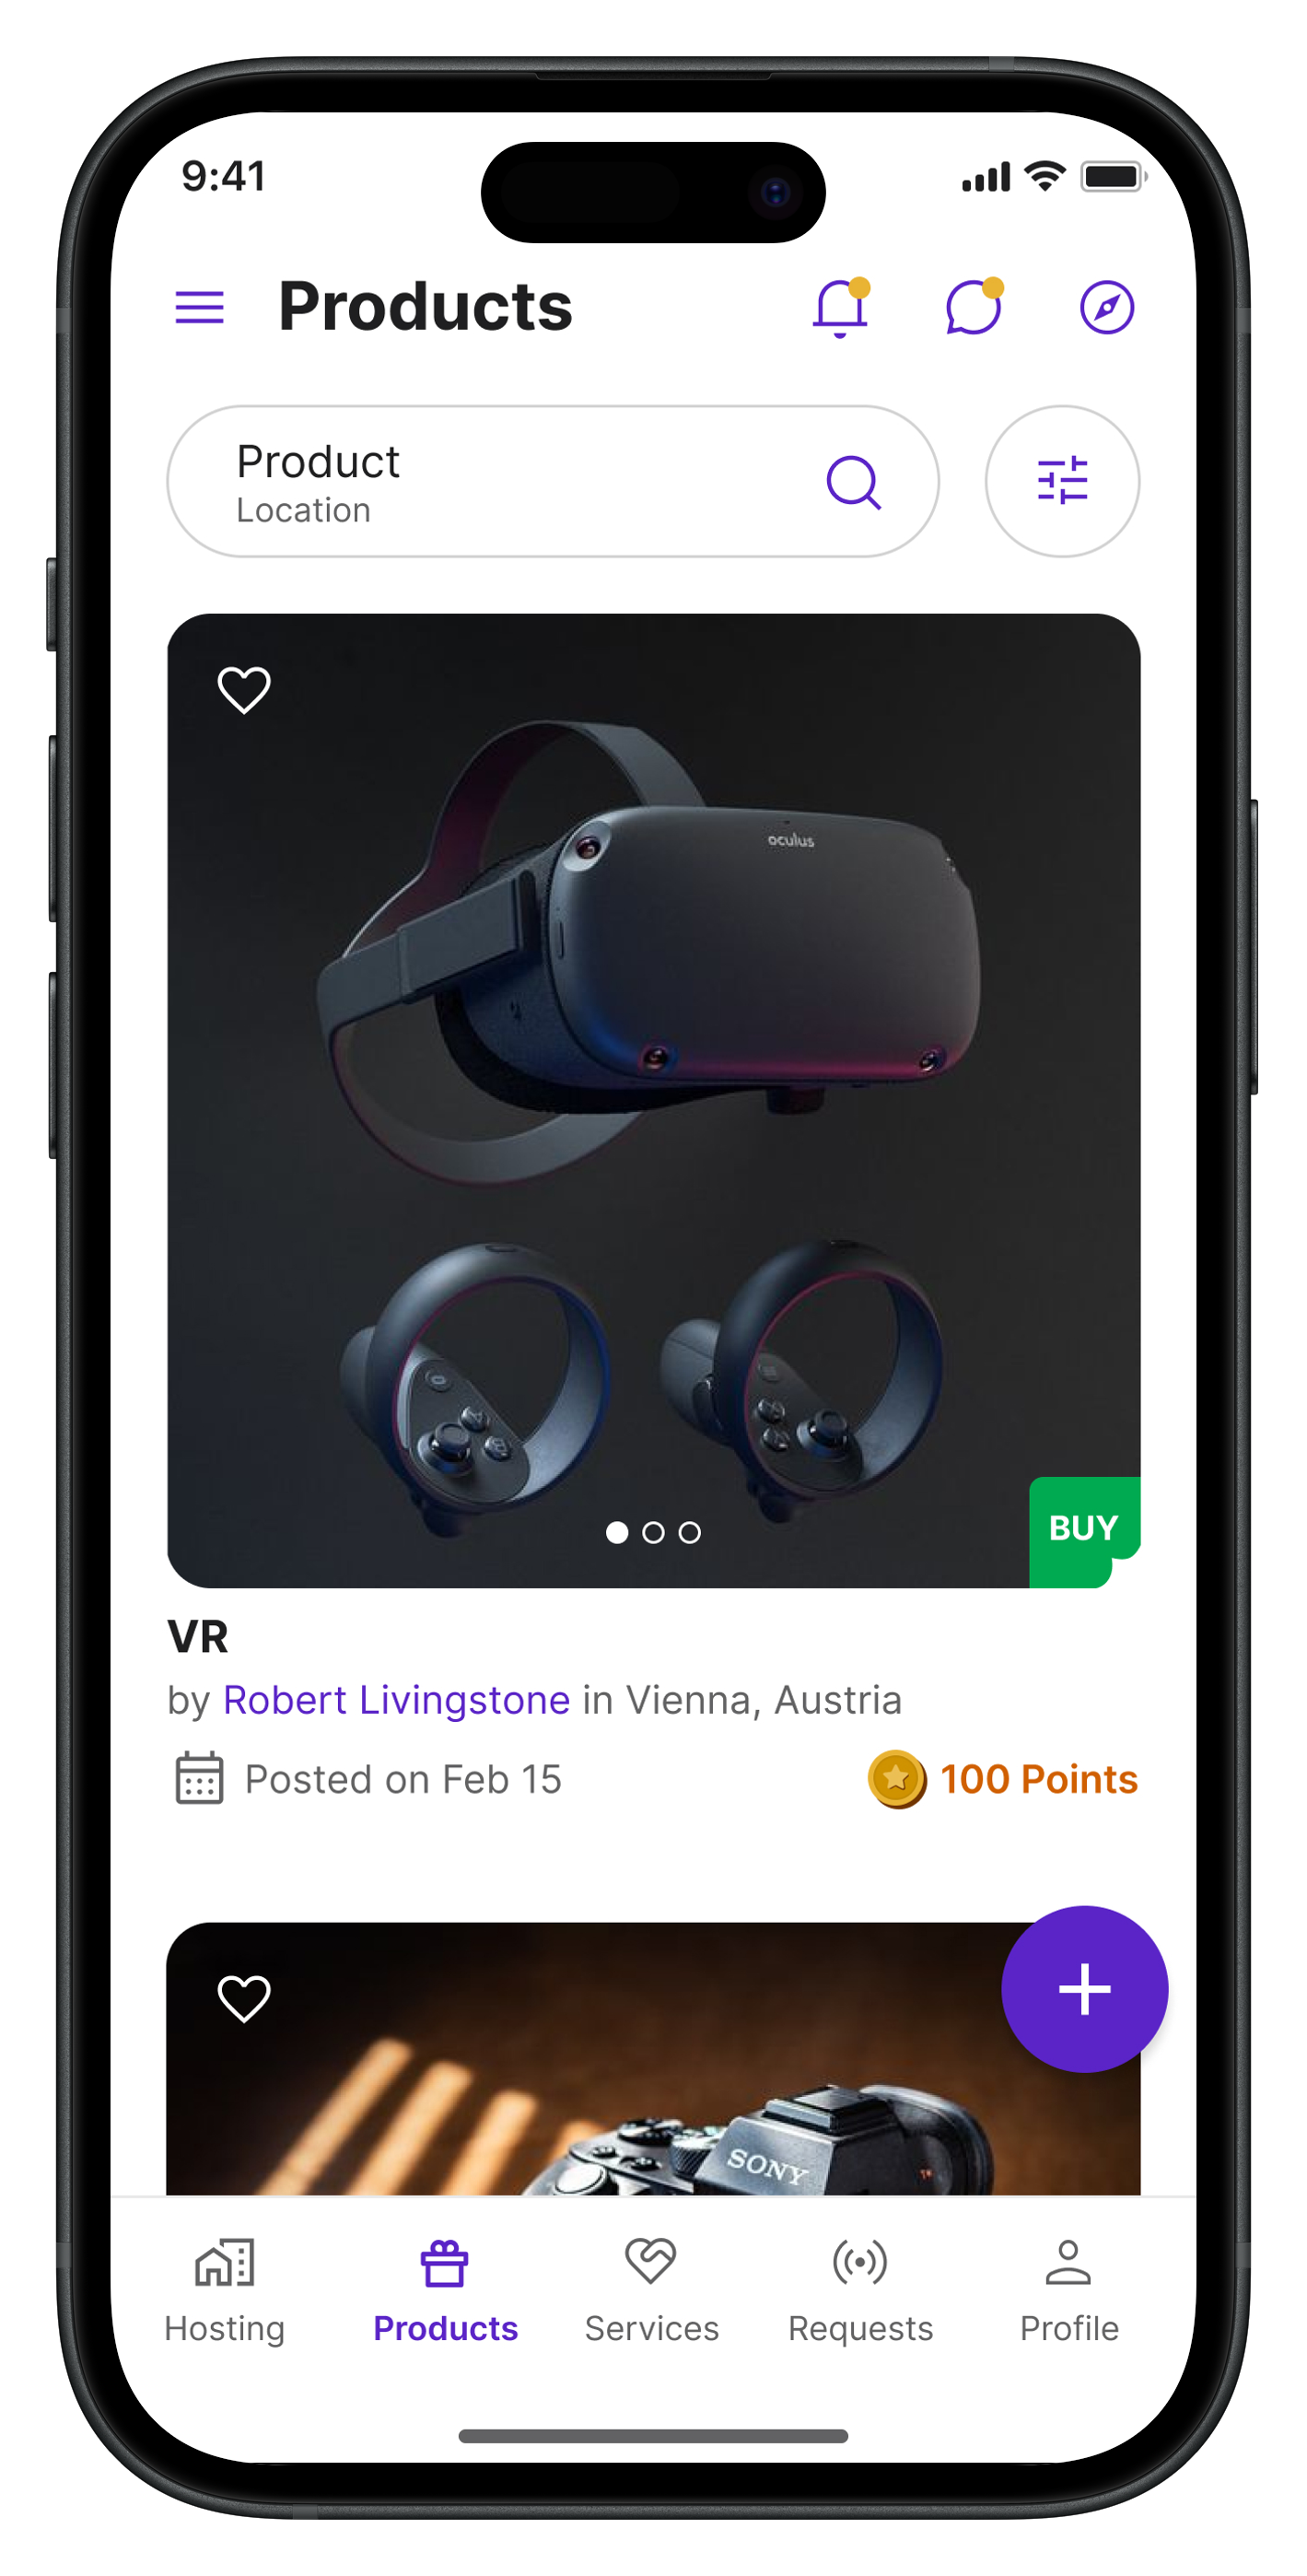 9:41
Products
Product
Location
oculus
BUY
VR
by Robert Livingstone in Vienna, Austria
Posted on Feb 15
100 Points
SONY
Hosting
Products
Services
Requests
Profile